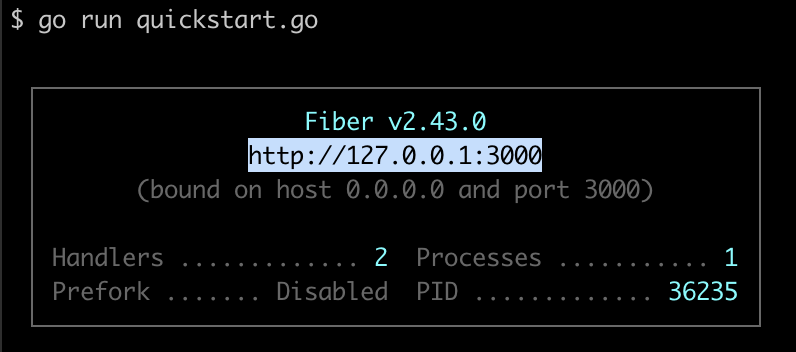 $ go run quickstart.go
Fiber v2.43.0
http://127.0.0.1:3000
(bound on host 0.0.0.0 and port 3000)
Handlers ............. 2 Processes ........... 1
Prefork ....... Disabled PID ............. 36235